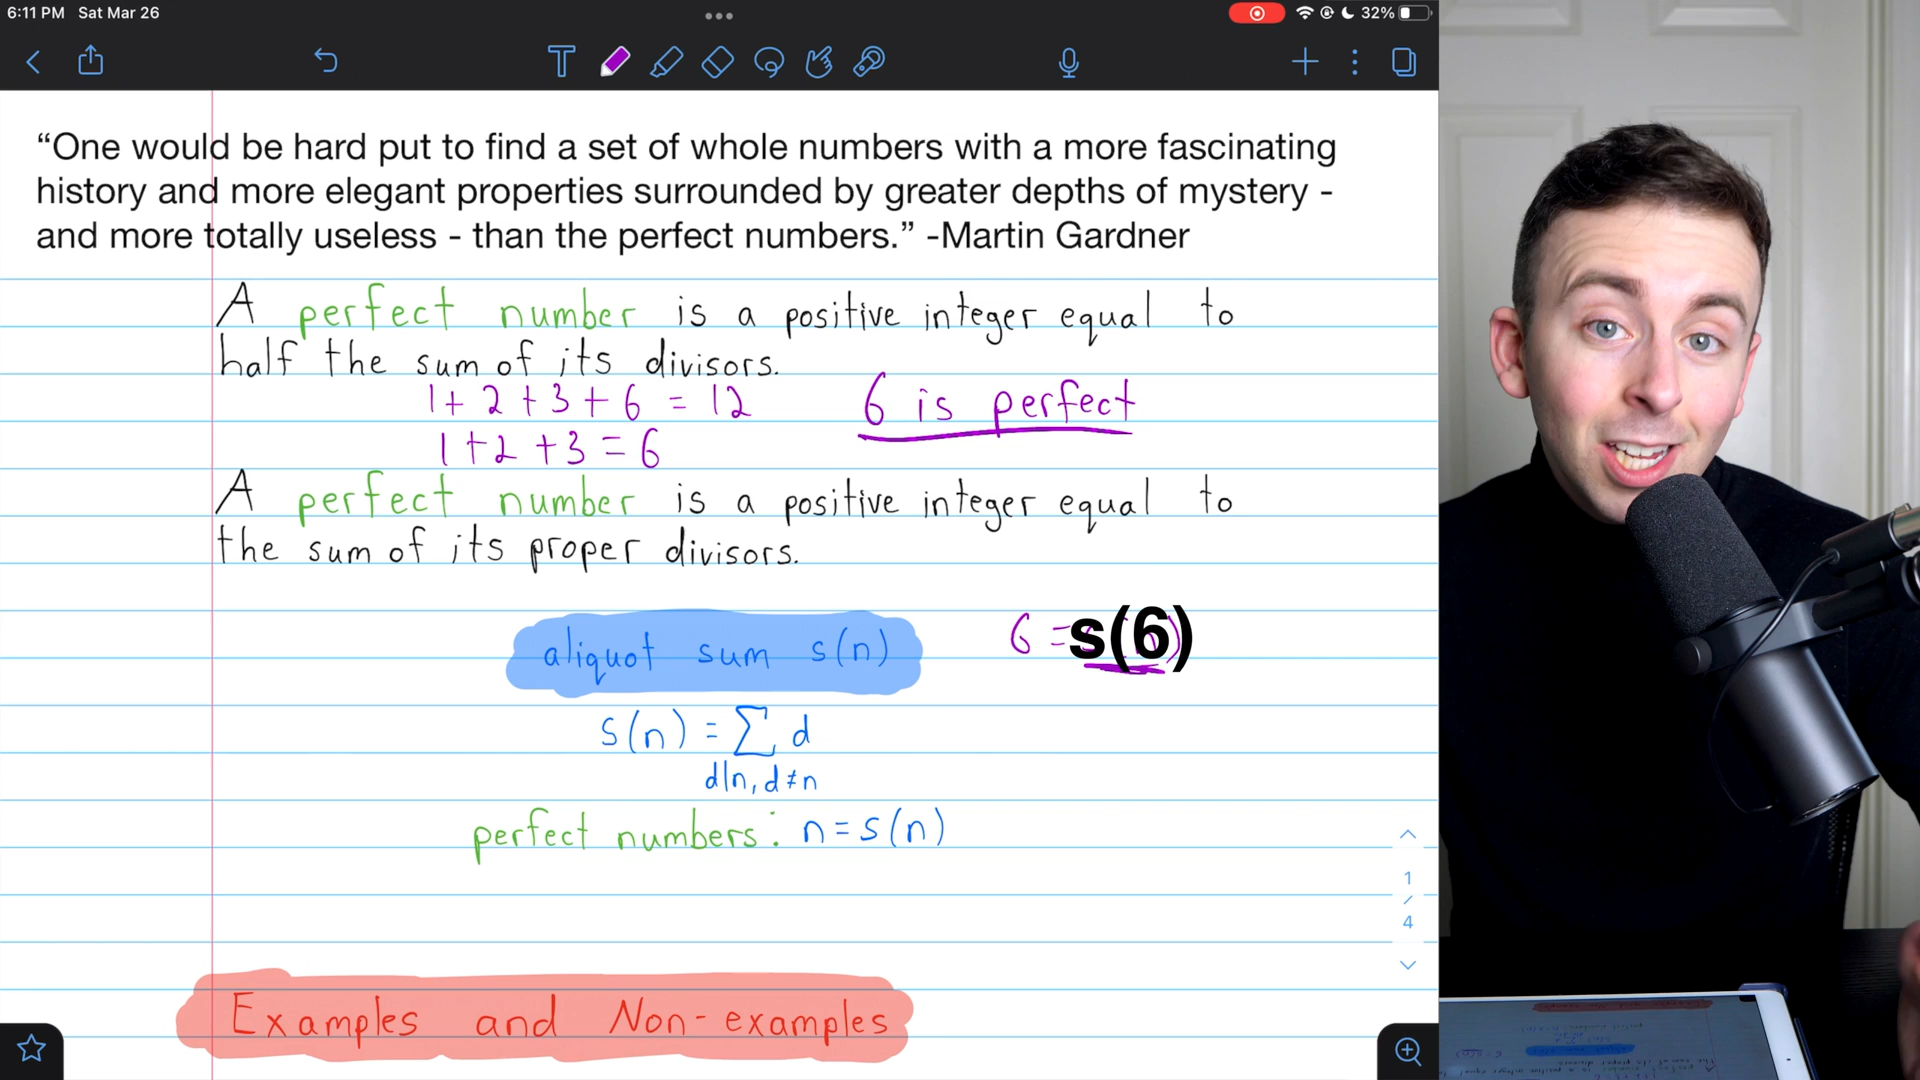 6:11 PM Sat Mar 26
32%
“One would be hard put to find a set of whole numbers with a more fascinating
history and more elegant properties surrounded by greater depths of mystery -
and more totally useless - than the perfect numbers.” -Martin Gardner
A perfect number is a positive integer equal to
half the sum of its divisors.
1+2+3+6=12
6 is perfect
1+2+3=6
A perfect number is a positive integer equal to
the sum of its proper divisors.
aliquot sum s(n)
6 = s(6)
s(n) = Σ d
d|n, d≠n
perfect numbers: n=s(n)
1
/
4
Examples and Non-examples